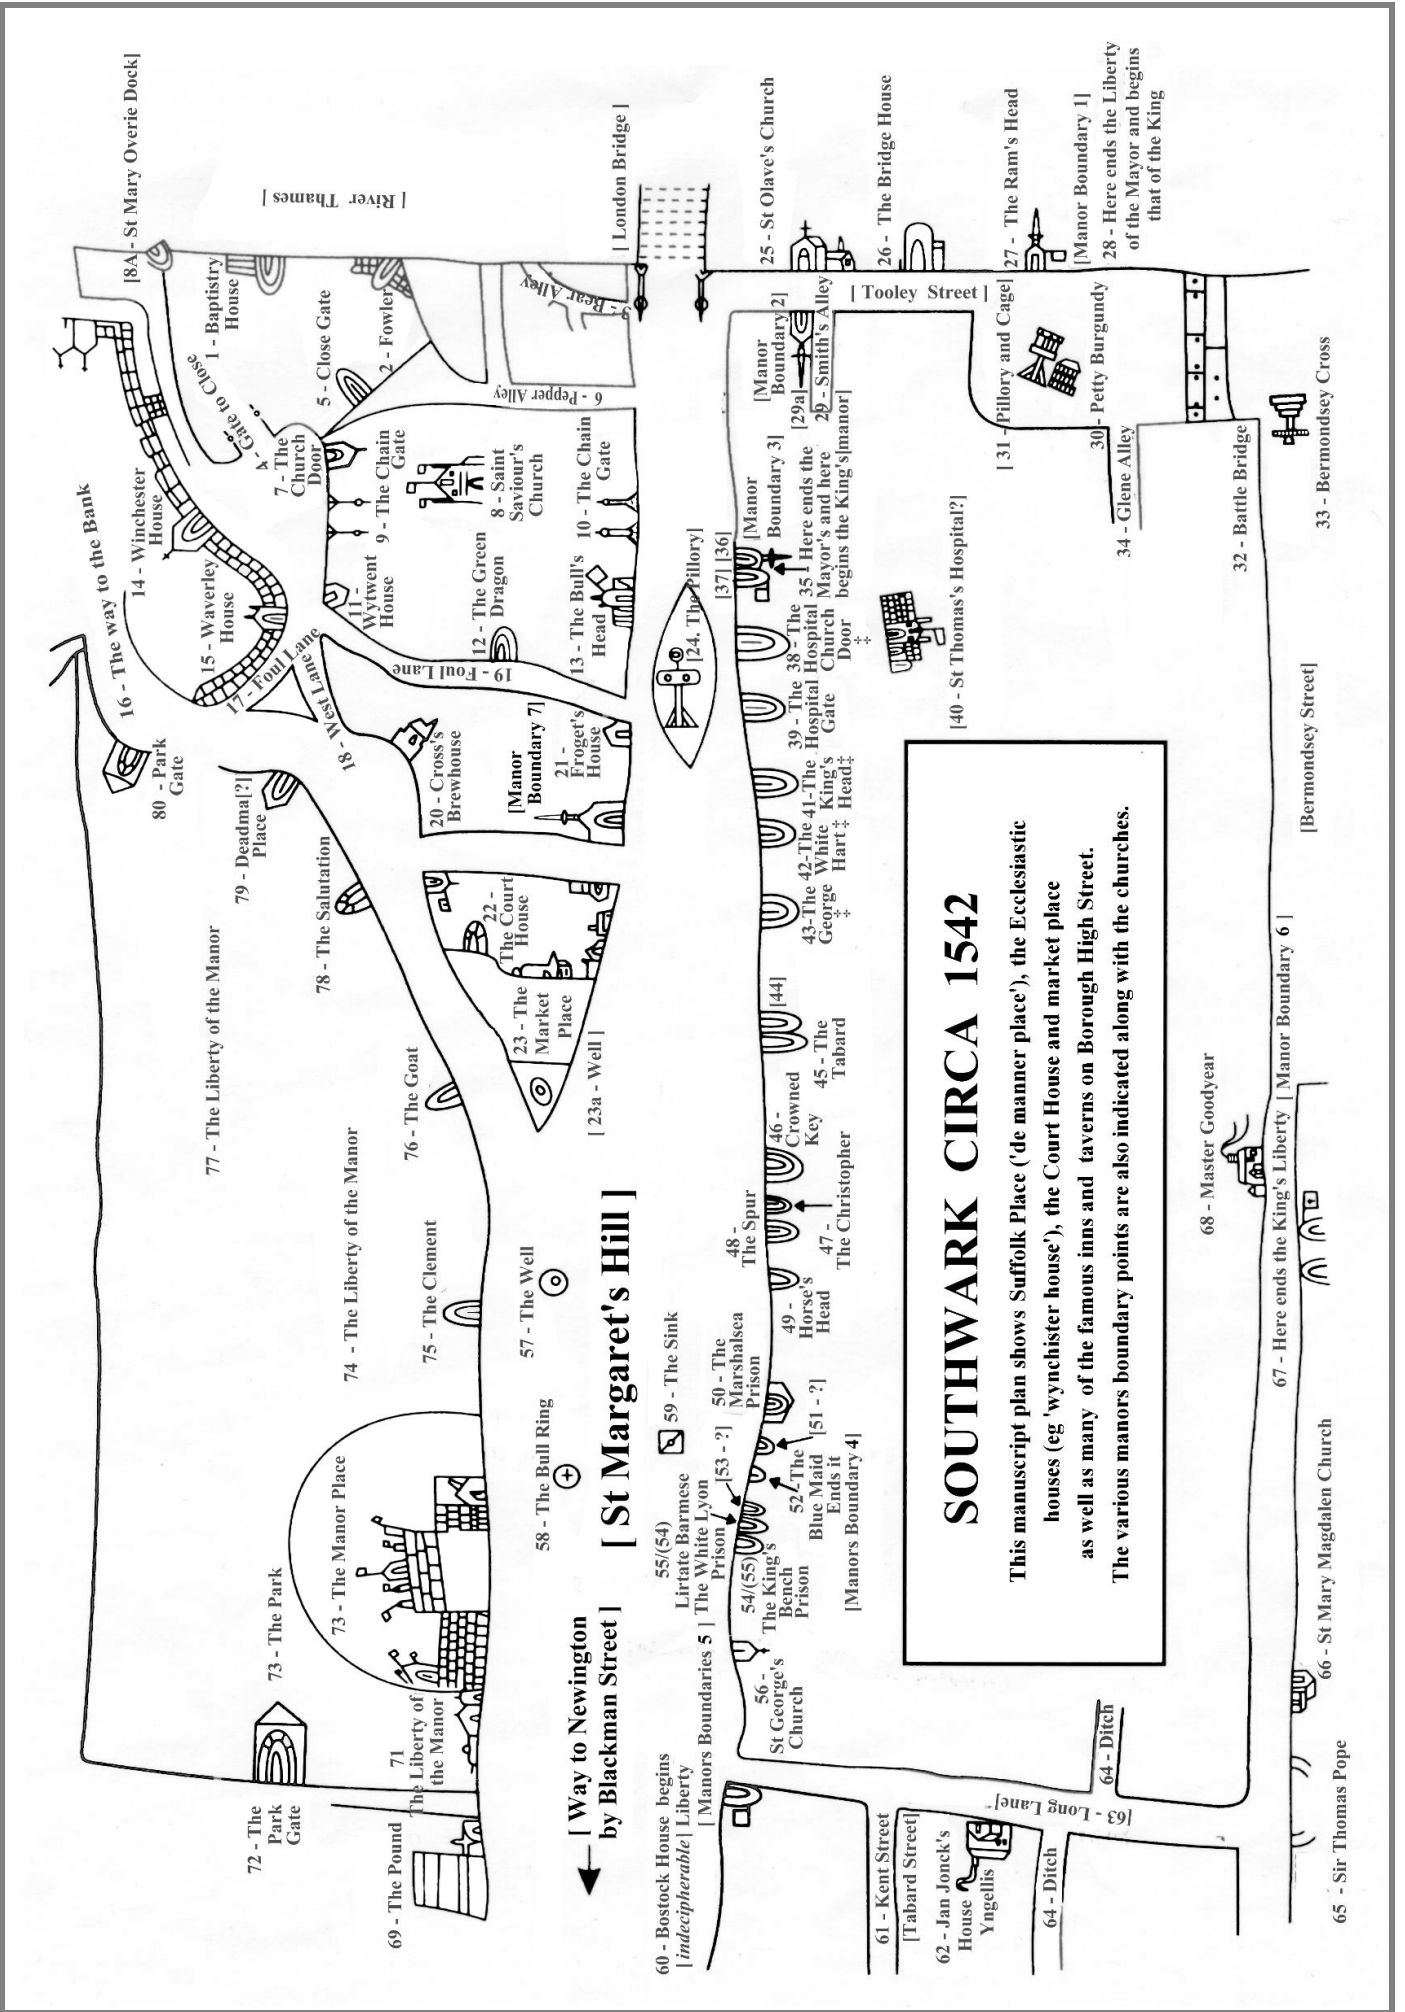 SOUTHWARK CIRCA 1542
This manuscript plan shows Suffolk Place ('de manner place'), the Ecclesiastic
houses (eg 'wynchister house'), the Court House and market place
as well as many of the famous inns and taverns on Borough High Street.
The various manors boundary points are also indicated along with the churches.
[8A - St Mary Overie Dock]
[ River Thames ]
[ London Bridge ]
1 - Baptistry
House
2 - Fowler
3 - Bear Alley
4 - Gate to Close
5 - Close Gate
6 - Pepper Alley
7 - The
Church
Door
8 - Saint
Saviour's
Church
9 - The Chain
Gate
10 - The Chain
Gate
11 -
Wytwent
House
12 - The Green
Dragon
13 - The Bull's
Head
14 - Winchester
House
15 - Waverley
House
16 - The way to the Bank
17 - Foul Lane
18 - West Lane
19 - Foul Lane
20 - Cross's
Brewhouse
[Manor
Boundary 7]
21 -
Froget's
House
22 -
The Court
House
23 - The
Market
Place
[ 23a - Well ]
[24. The Pillory]
25 - St Olave's Church
26 - The Bridge House
27 - The Ram's Head
[Manor Boundary 1]
28 - Here ends the Liberty
of the Mayor and begins
that of the King
[ Tooley Street ]
[Manor
Boundary 2]
[29a]
29 - Smith's Alley
30 - Petty Burgundy
[ 31 - Pillory and Cage]
32 - Battle Bridge
33 - Bermondsey Cross
34 - Glene Alley
[Manor
Boundary 3]
35 - Here ends the
Mayor's and here
begins the King's[manor]
[37] [36]
38 - The
Hospital
Church
Door
‡
39 - The
Hospital
Gate
[40 - St Thomas's Hospital?]
41-The
King's
Head‡
42-The
White
Hart ‡
43-The
George
‡
[44]
45 - The
Tabard
46 -
Crowned
Key
47 -
The Christopher
48 -
The Spur
49 -
Horse's
Head
50 - The
Marshalsea
Prison
[51 - ?]
52-The
Blue Maid
Ends it
[Manors Boundary 4]
[53 - ?]
54/(55)
The King's
Bench
Prison
55/(54)
Lirtate Barmese
The White Lyon
Prison
56 -
St George's
Church
57 - The Well
58 - The Bull Ring
59 - The Sink
[ St Margaret's Hill ]
[ Way to Newington
by Blackman Street ]
60 - Bostock House begins
[indecipherable] Liberty
[Manors Boundaries 5 ]
61 - Kent Street
[Tabard Street]
62 - Jan Jonck's
House
Yngellis
[63 - Long Lane]
64 - Ditch
64 - Ditch
65 - Sir Thomas Pope
66 - St Mary Magdalen Church
67 - Here ends the King's Liberty [ Manor Boundary 6 ]
[Bermondsey Street]
68 - Master Goodyear
69 - The Pound
71
The Liberty of
the Manor
72 - The
Park
Gate
73 - The Park
73 - The Manor Place
74 - The Liberty of the Manor
75 - The Clement
76 - The Goat
77 - The Liberty of the Manor
78 - The Salutation
79 - Deadma[?]
Place
80 - Park
Gate